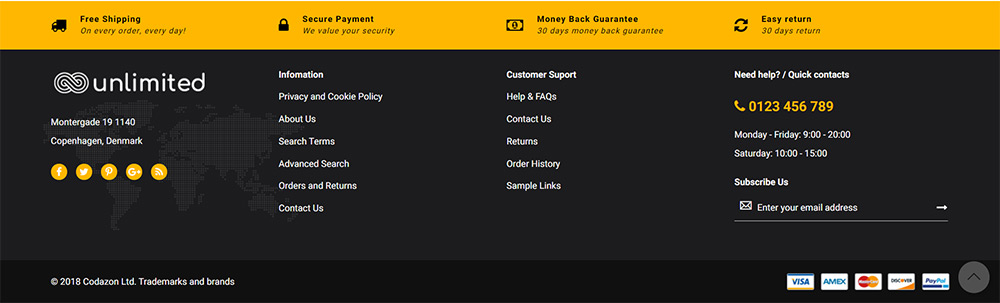 Free Shipping
On every order, every day!
Secure Payment
We value your security
Money Back Guarantee
30 days money back guarantee
Easy return
30 days return
unlimited
Montergade 19 1140
Copenhagen, Denmark
Infomation
Privacy and Cookie Policy
About Us
Search Terms
Advanced Search
Orders and Returns
Contact Us
Customer Suport
Help & FAQs
Contact Us
Returns
Order History
Sample Links
Need help? / Quick contacts
0123 456 789
Monday - Friday: 9:00 - 20:00
Saturday: 10:00 - 15:00
Subscribe Us
Enter your email address
© 2018 Codazon Ltd. Trademarks and brands
VISA AMEX MasterCard DISCOVER PayPal